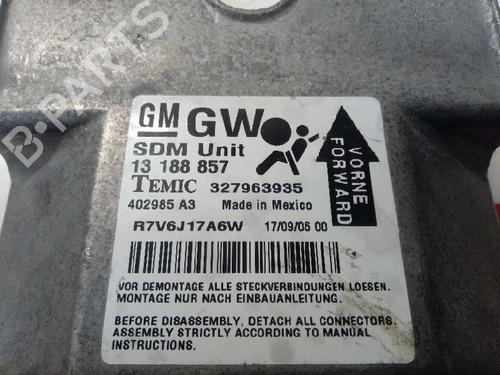 B-PARTS
GM GW
SDM Unit
13 188 857
TEMIC 327963935
402985 A3 Made in Mexico
R7V6J17A6W 17/09/06 00
VORNE
FORWARD
VOR DEMONTAGE ALLE STECKVERBINDUNGEN LOESEN.
MONTAGE NUR NACH EINBAUANLEITUNG.
BEFORE DISASSEMBLY, DETACH ALL CONNECTORS.
ASSEMBLY STRICTLY ACCORDING TO MANUAL
INSTRUCTIONS.